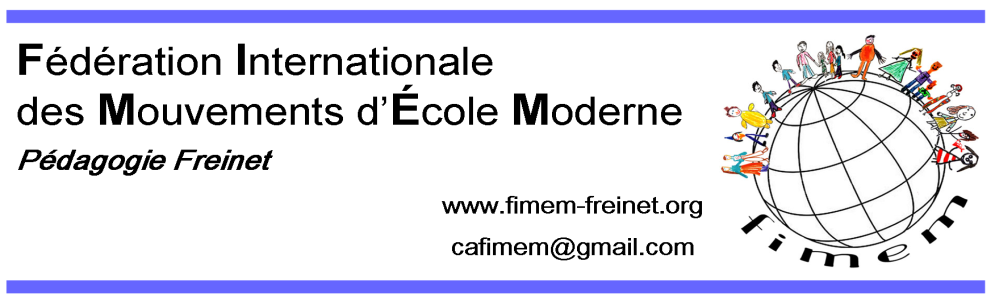 Fédération Internationale
des Mouvements d'École Moderne
Pédagogie Freinet
www.fimem-freinet.org
cafimem@gmail.com
fimem